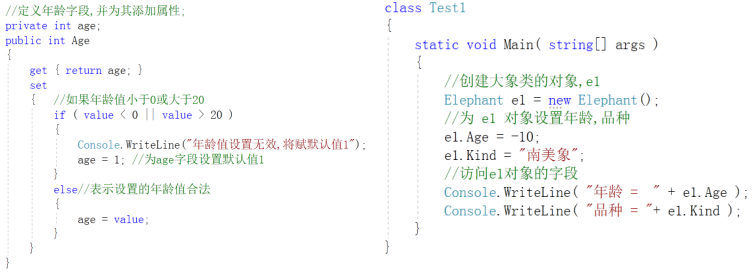 //定义年龄字段,并为其添加属性;
private int age;
public int Age
{
    get { return age; }
    set
    {   //如果年龄值小于0或大于20
        if ( value < 0 || value > 20 )
        {
            Console.WriteLine("年龄值设置无效,将赋默认值1");
            age = 1; //为age字段设置默认值1
        }
        else//表示设置的年龄值合法
        {
            age = value;
        }
    }
}
class Test1
{
    static void Main( string[] args )
    {
        //创建大象类的对象,e1
        Elephant e1 = new Elephant();
        //为 e1 对象设置年龄,品种
        e1.Age = -10;
        e1.Kind = "南美象";
        //访问e1对象的字段
        Console.WriteLine( "年龄 =  " + e1.Age );
        Console.WriteLine( "品种 = "+ e1.Kind );
    }
}